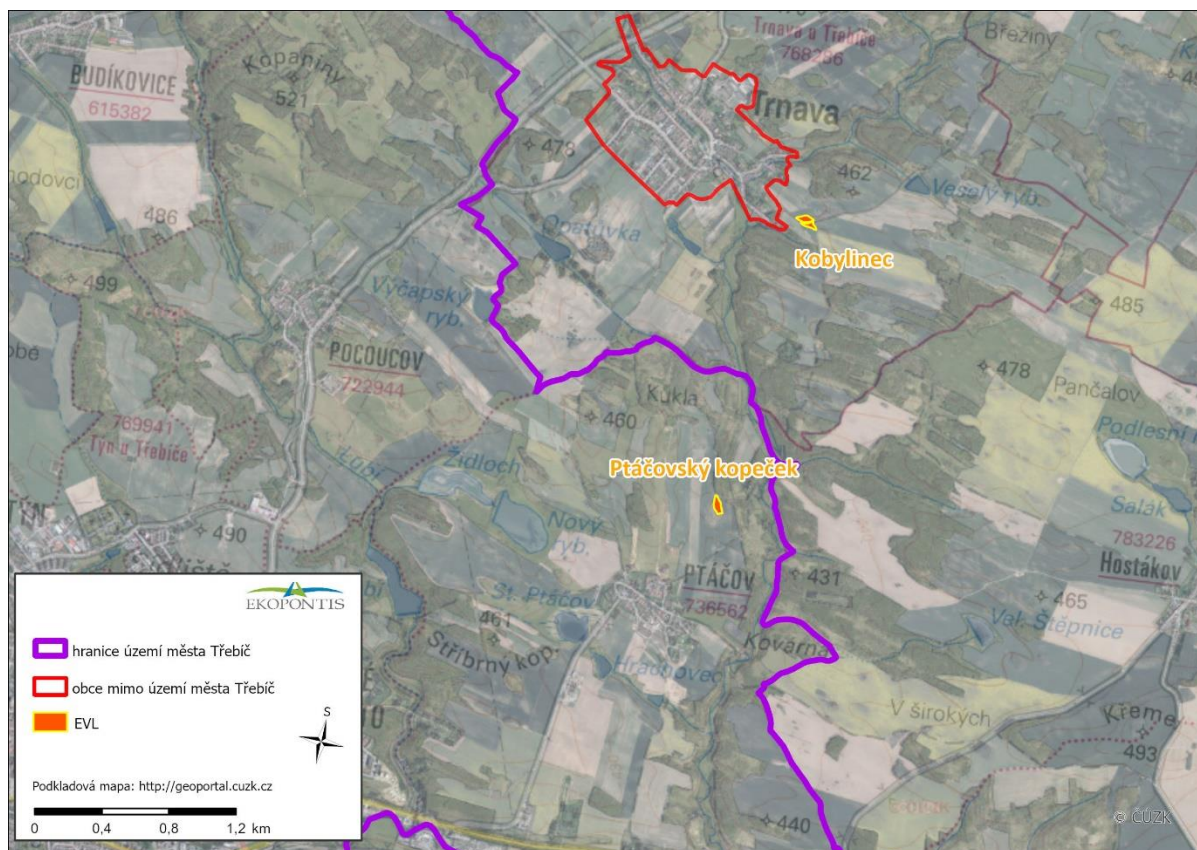 BUDÍKOVICE
615382
Kopaniny
521
Trnava u Třebíče
768266
Březiny
Trnava
478
462
Veselý ryb.
hodovci
486
Opatůvka
Kobylinec
499
Výčapský
ryb.
485
POCOUCOV
722944
Kukla
478
Pančalov
460
769941
Týn u Třebíče
Podlesní
Ptáčovský kopeček
Židloch
Salák
Nový
ryb.
783226
490
Hostákov
PTÁČOV
736562
431
St. Ptáčov
465
461
Stříbrný kop.
Kovárna
Vak. Štěpnice
V širokých
493
440
EKOPONTIS
hranice území města Třebíč
obce mimo území města Třebíč
EVL
S
Podkladová mapa: http://geoportal.cuzk.cz
0 0,4 0,8 1,2 km
© ČÚZK